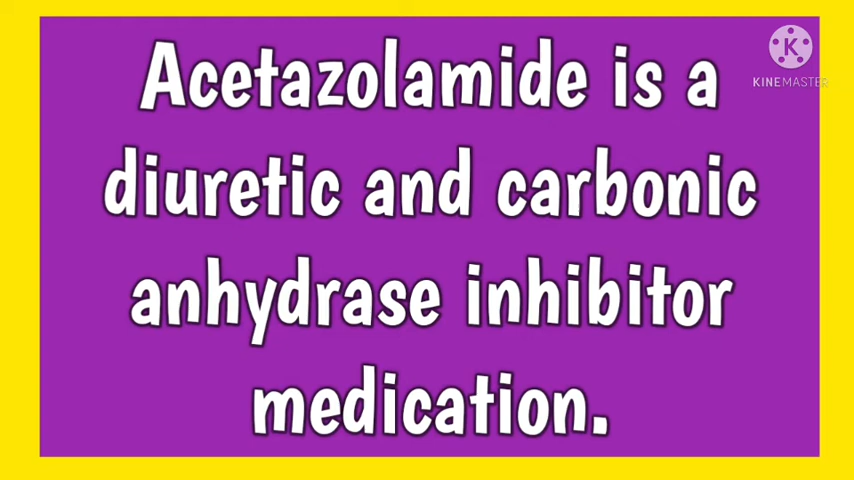 Acetazolamide is a
diuretic and carbonic
anhydrase inhibitor
medication.
K
KINEMASTER